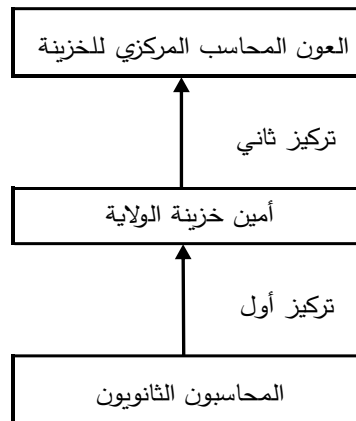 العون المحاسب المركزي للخزينة
تركيز ثاني
أمين خزينة الولاية
تركيز أول
المحاسبون الثانويون